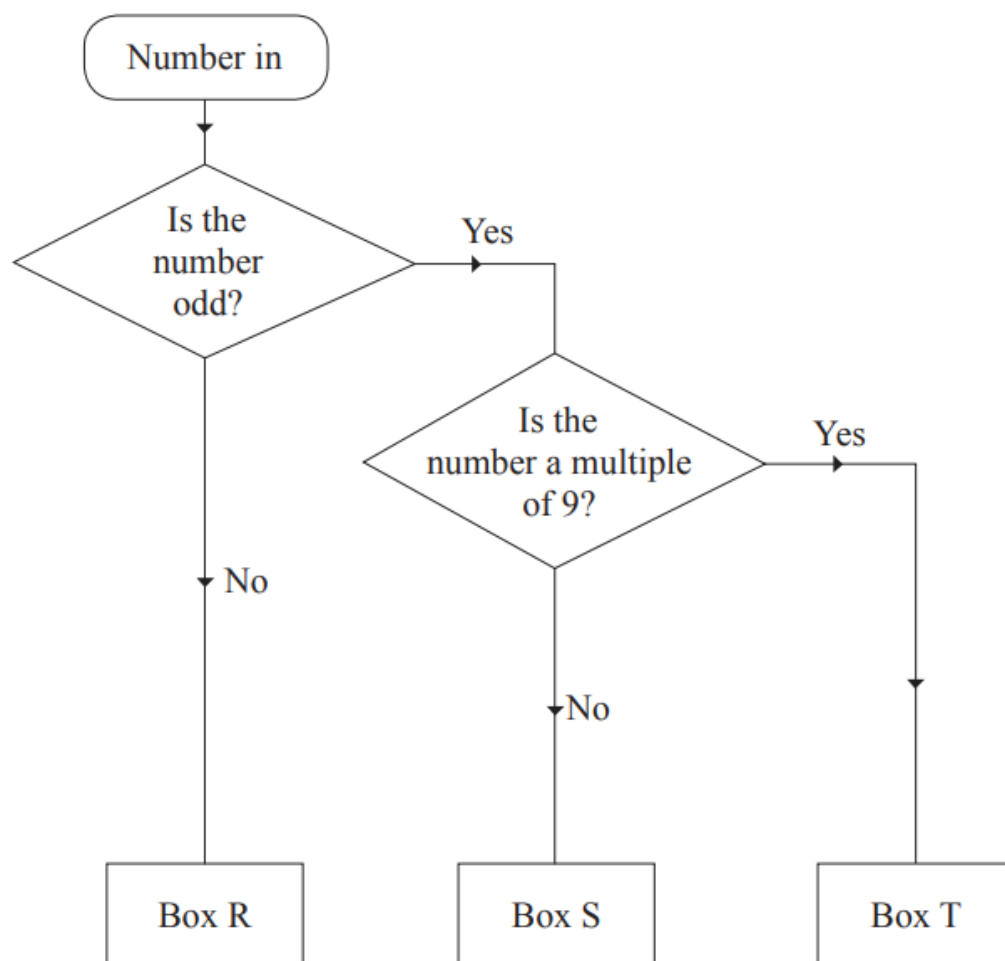 Number in
Is the
number
odd?
Yes
Is the
number a multiple
of 9?
Yes
No
No
Box R
Box S
Box T